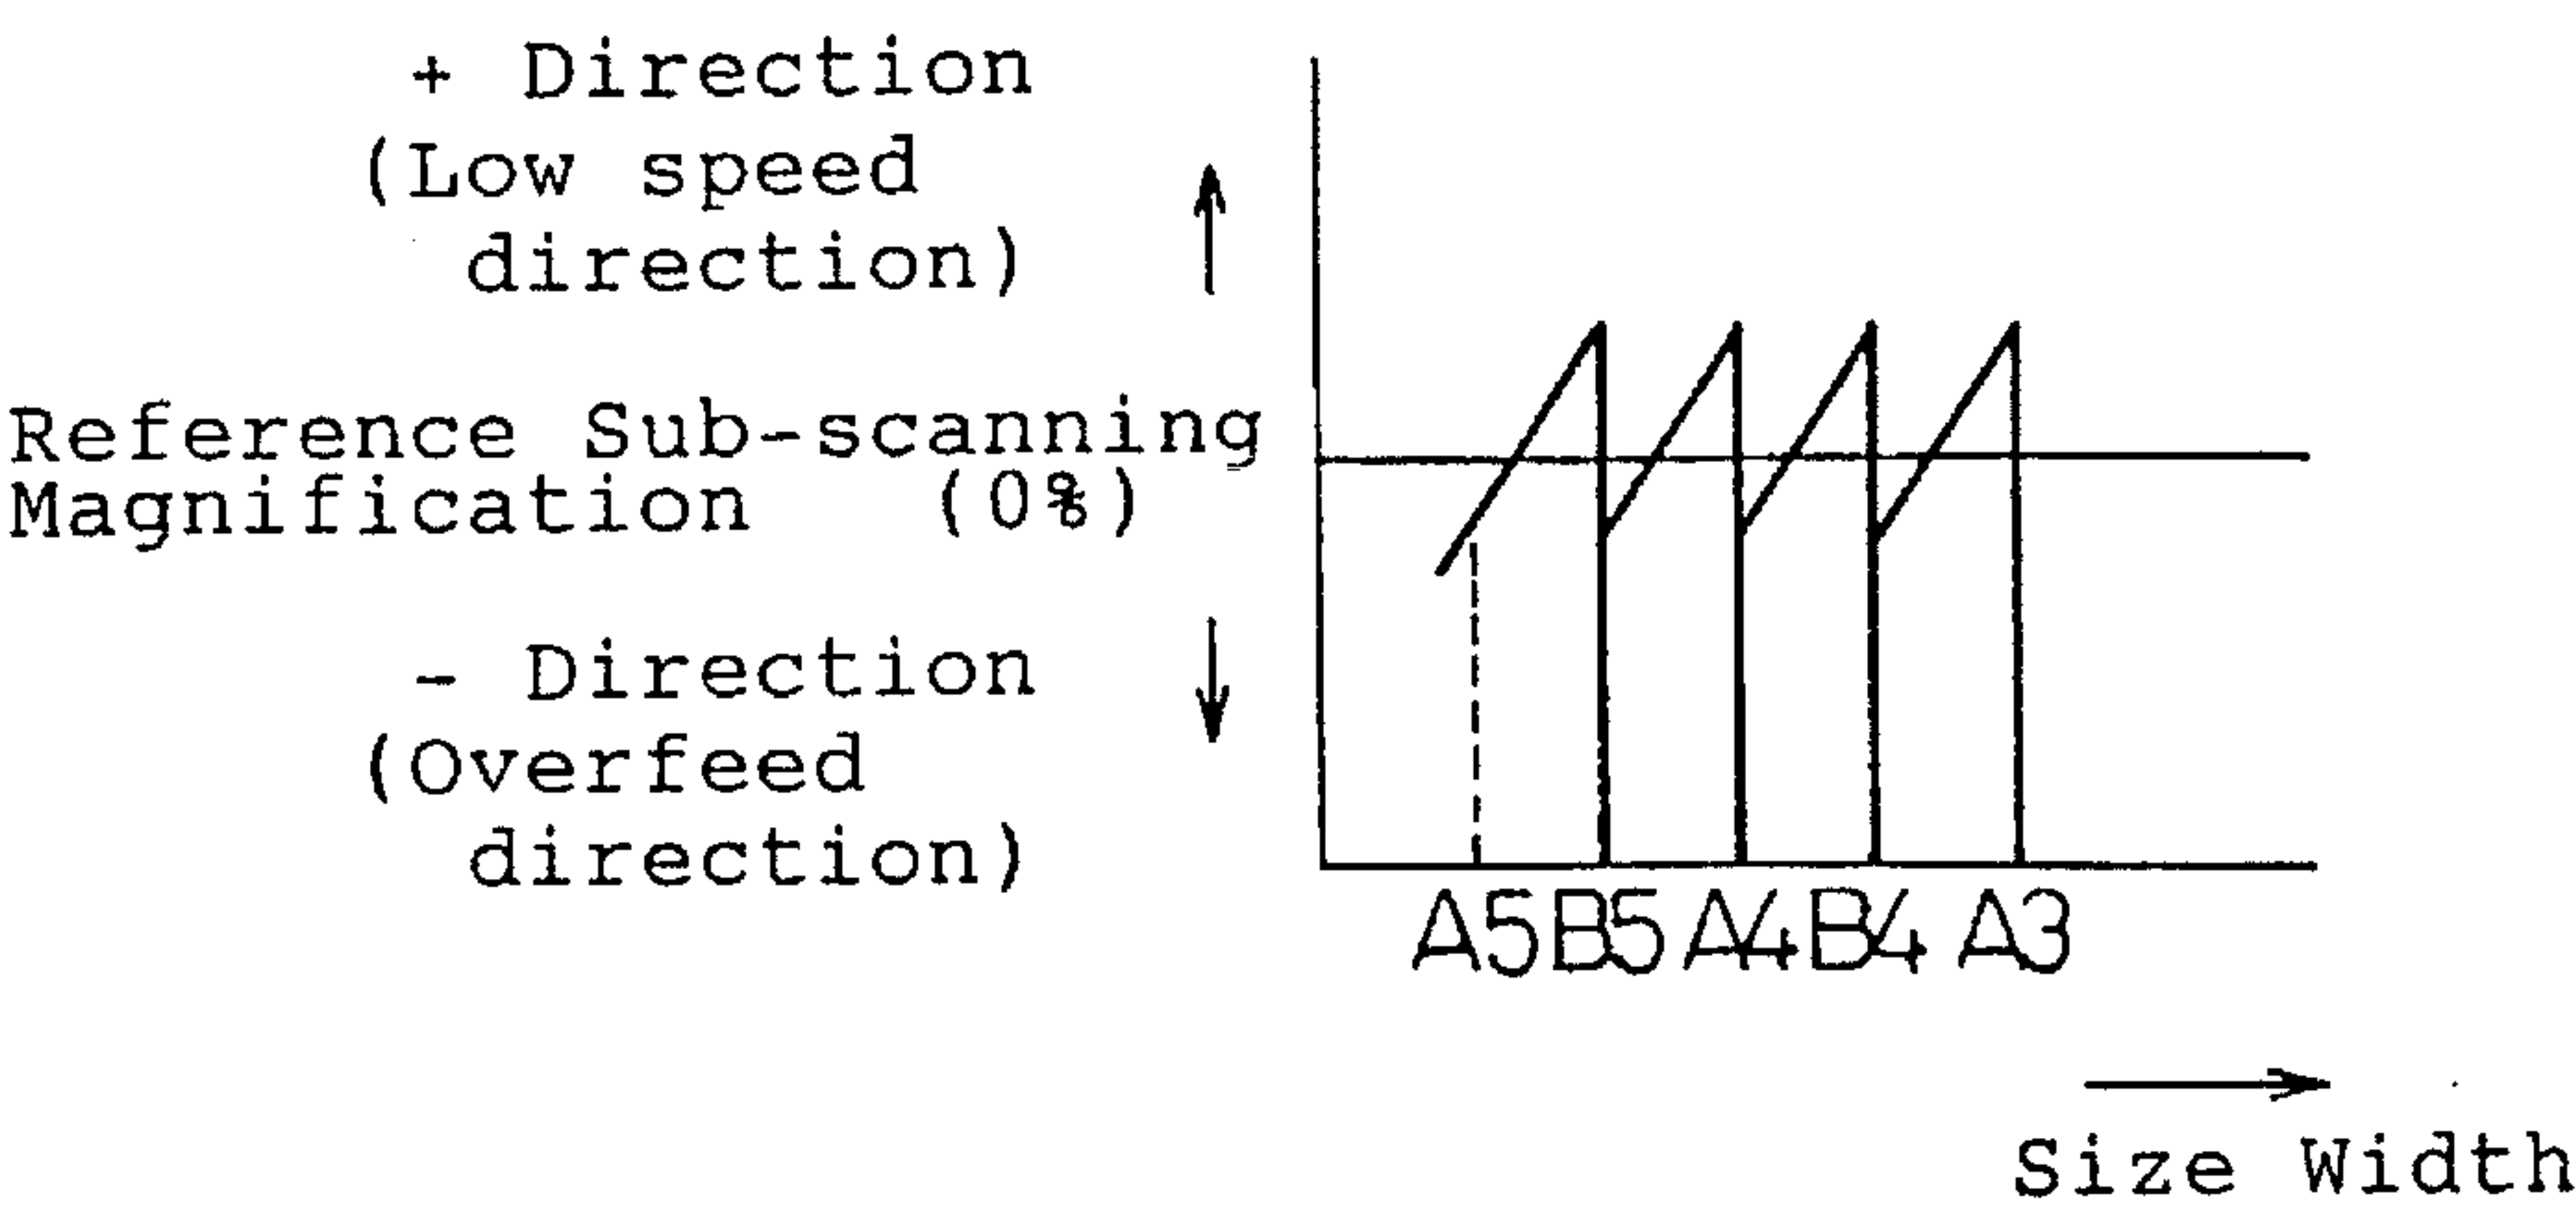 + Direction
(Low speed
direction)
Reference Sub-scanning
Magnification (0%)
- Direction
(Overfeed
direction)
A5 B5 A4 B4 A3
Size Width